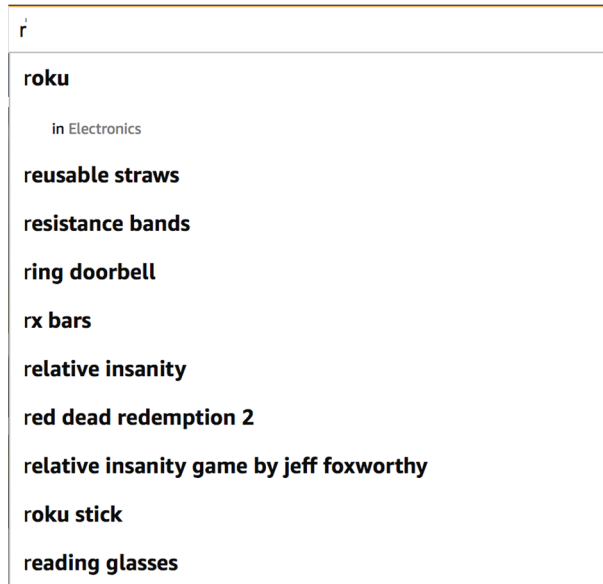 r
roku
in Electronics
reusable straws
resistance bands
ring doorbell
rx bars
relative insanity
red dead redemption 2
relative insanity game by jeff foxworthy
roku stick
reading glasses